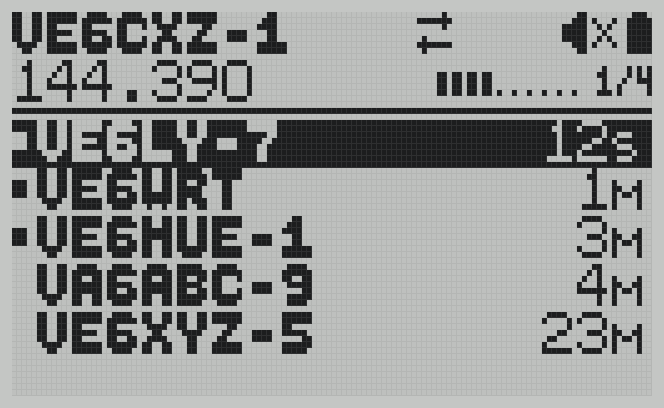 VE6CXZ-1
144.390 1/4
VE6LY-7 12s
VE6WRT 1M
VE6HUE-1 3M
VA6ABC-9 4M
VE6XYZ-5 23M